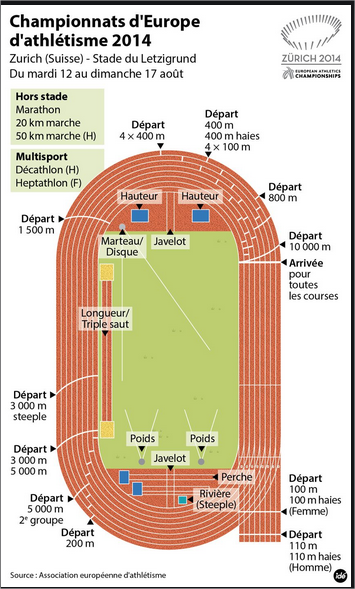 Championnats d'Europe
d'athlétisme 2014
Zurich (Suisse) - Stade du Letzigrund
Du mardi 12 au dimanche 17 août
ZÜRICH 2014
EUROPEAN ATHLETICS
CHAMPIONSHIPS
Hors stade
Marathon
20 km marche
50 km marche (H)
Multisport
Décathlon (H)
Heptathlon (F)
Départ
4 × 400 m
Départ
400 m
400 m haies
4 × 100 m
Départ
800 m
Départ
1 500 m
Hauteur
Hauteur
Marteau/
Disque
Javelot
Départ
10 000 m
Arrivée
pour
toutes
les courses
Longueur/
Triple saut
Départ
3 000 m
steeple
Départ
3 000 m
5 000 m
Poids
Poids
Javelot
Perche
Rivière
(Steeple)
Départ
5 000 m
2e groupe
Départ
200 m
Départ
100 m
100 m haies
(Femme)
Départ
110 m
110 m haies
(Homme)
Source : Association européenne d'athlétisme
idé